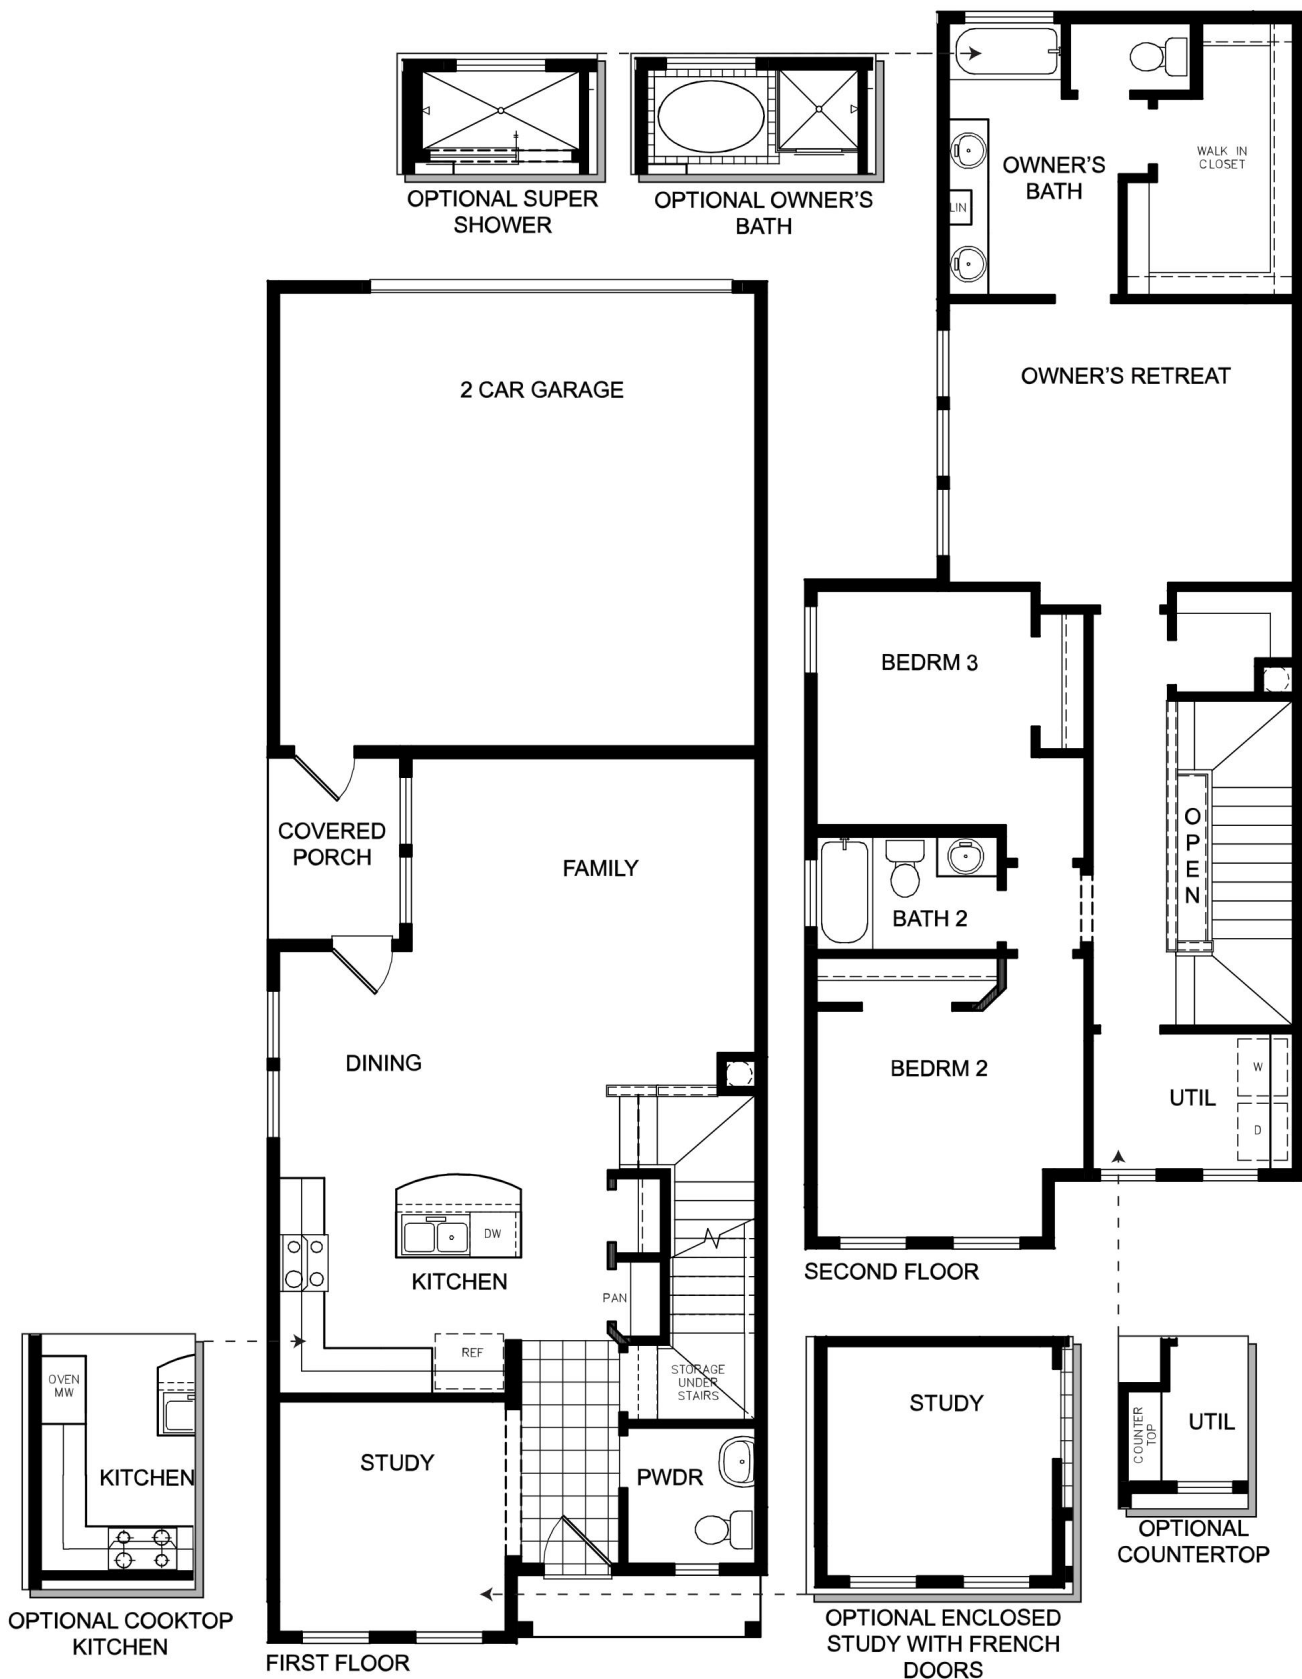 OPTIONAL SUPER
SHOWER
OPTIONAL OWNER'S
BATH
OWNER'S
BATH
LIN
WALK IN
CLOSET
OWNER'S RETREAT
2 CAR GARAGE
BEDRM 3
OPEN
BATH 2
BEDRM 2
UTIL
W
D
SECOND FLOOR
COVERED
PORCH
FAMILY
DINING
DW
KITCHEN
PAN
REF
STORAGE
UNDER
STAIRS
STUDY
PWDR
FIRST FLOOR
OVEN
MW
KITCHEN
OPTIONAL COOKTOP
KITCHEN
STUDY
OPTIONAL ENCLOSED
STUDY WITH FRENCH
DOORS
COUNTER
TOP
UTIL
OPTIONAL
COUNTERTOP